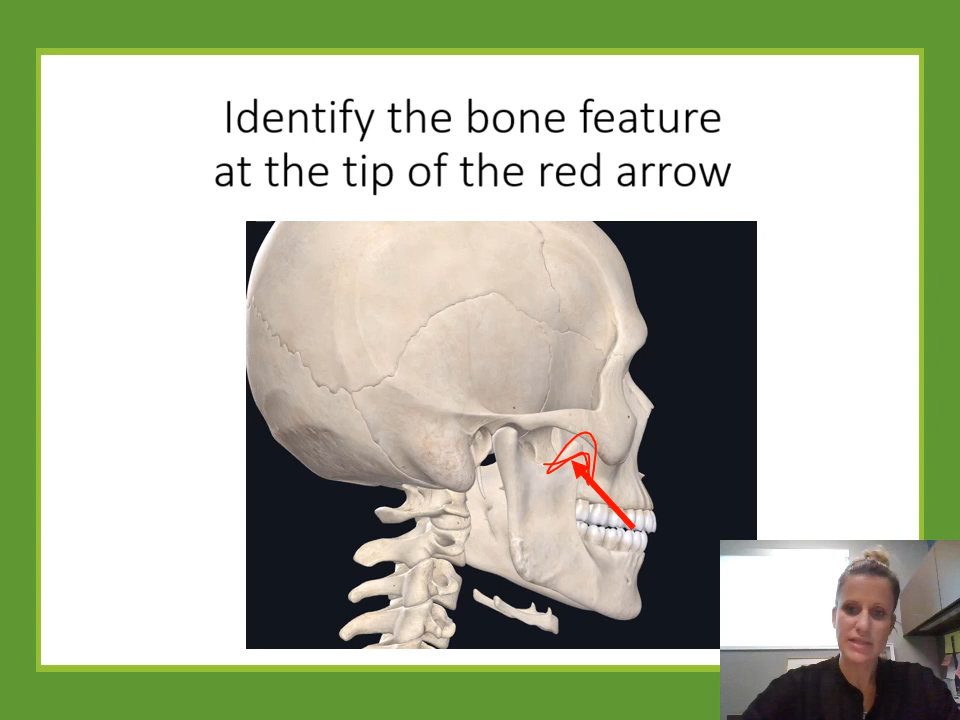 Identify the bone feature
at the tip of the red arrow